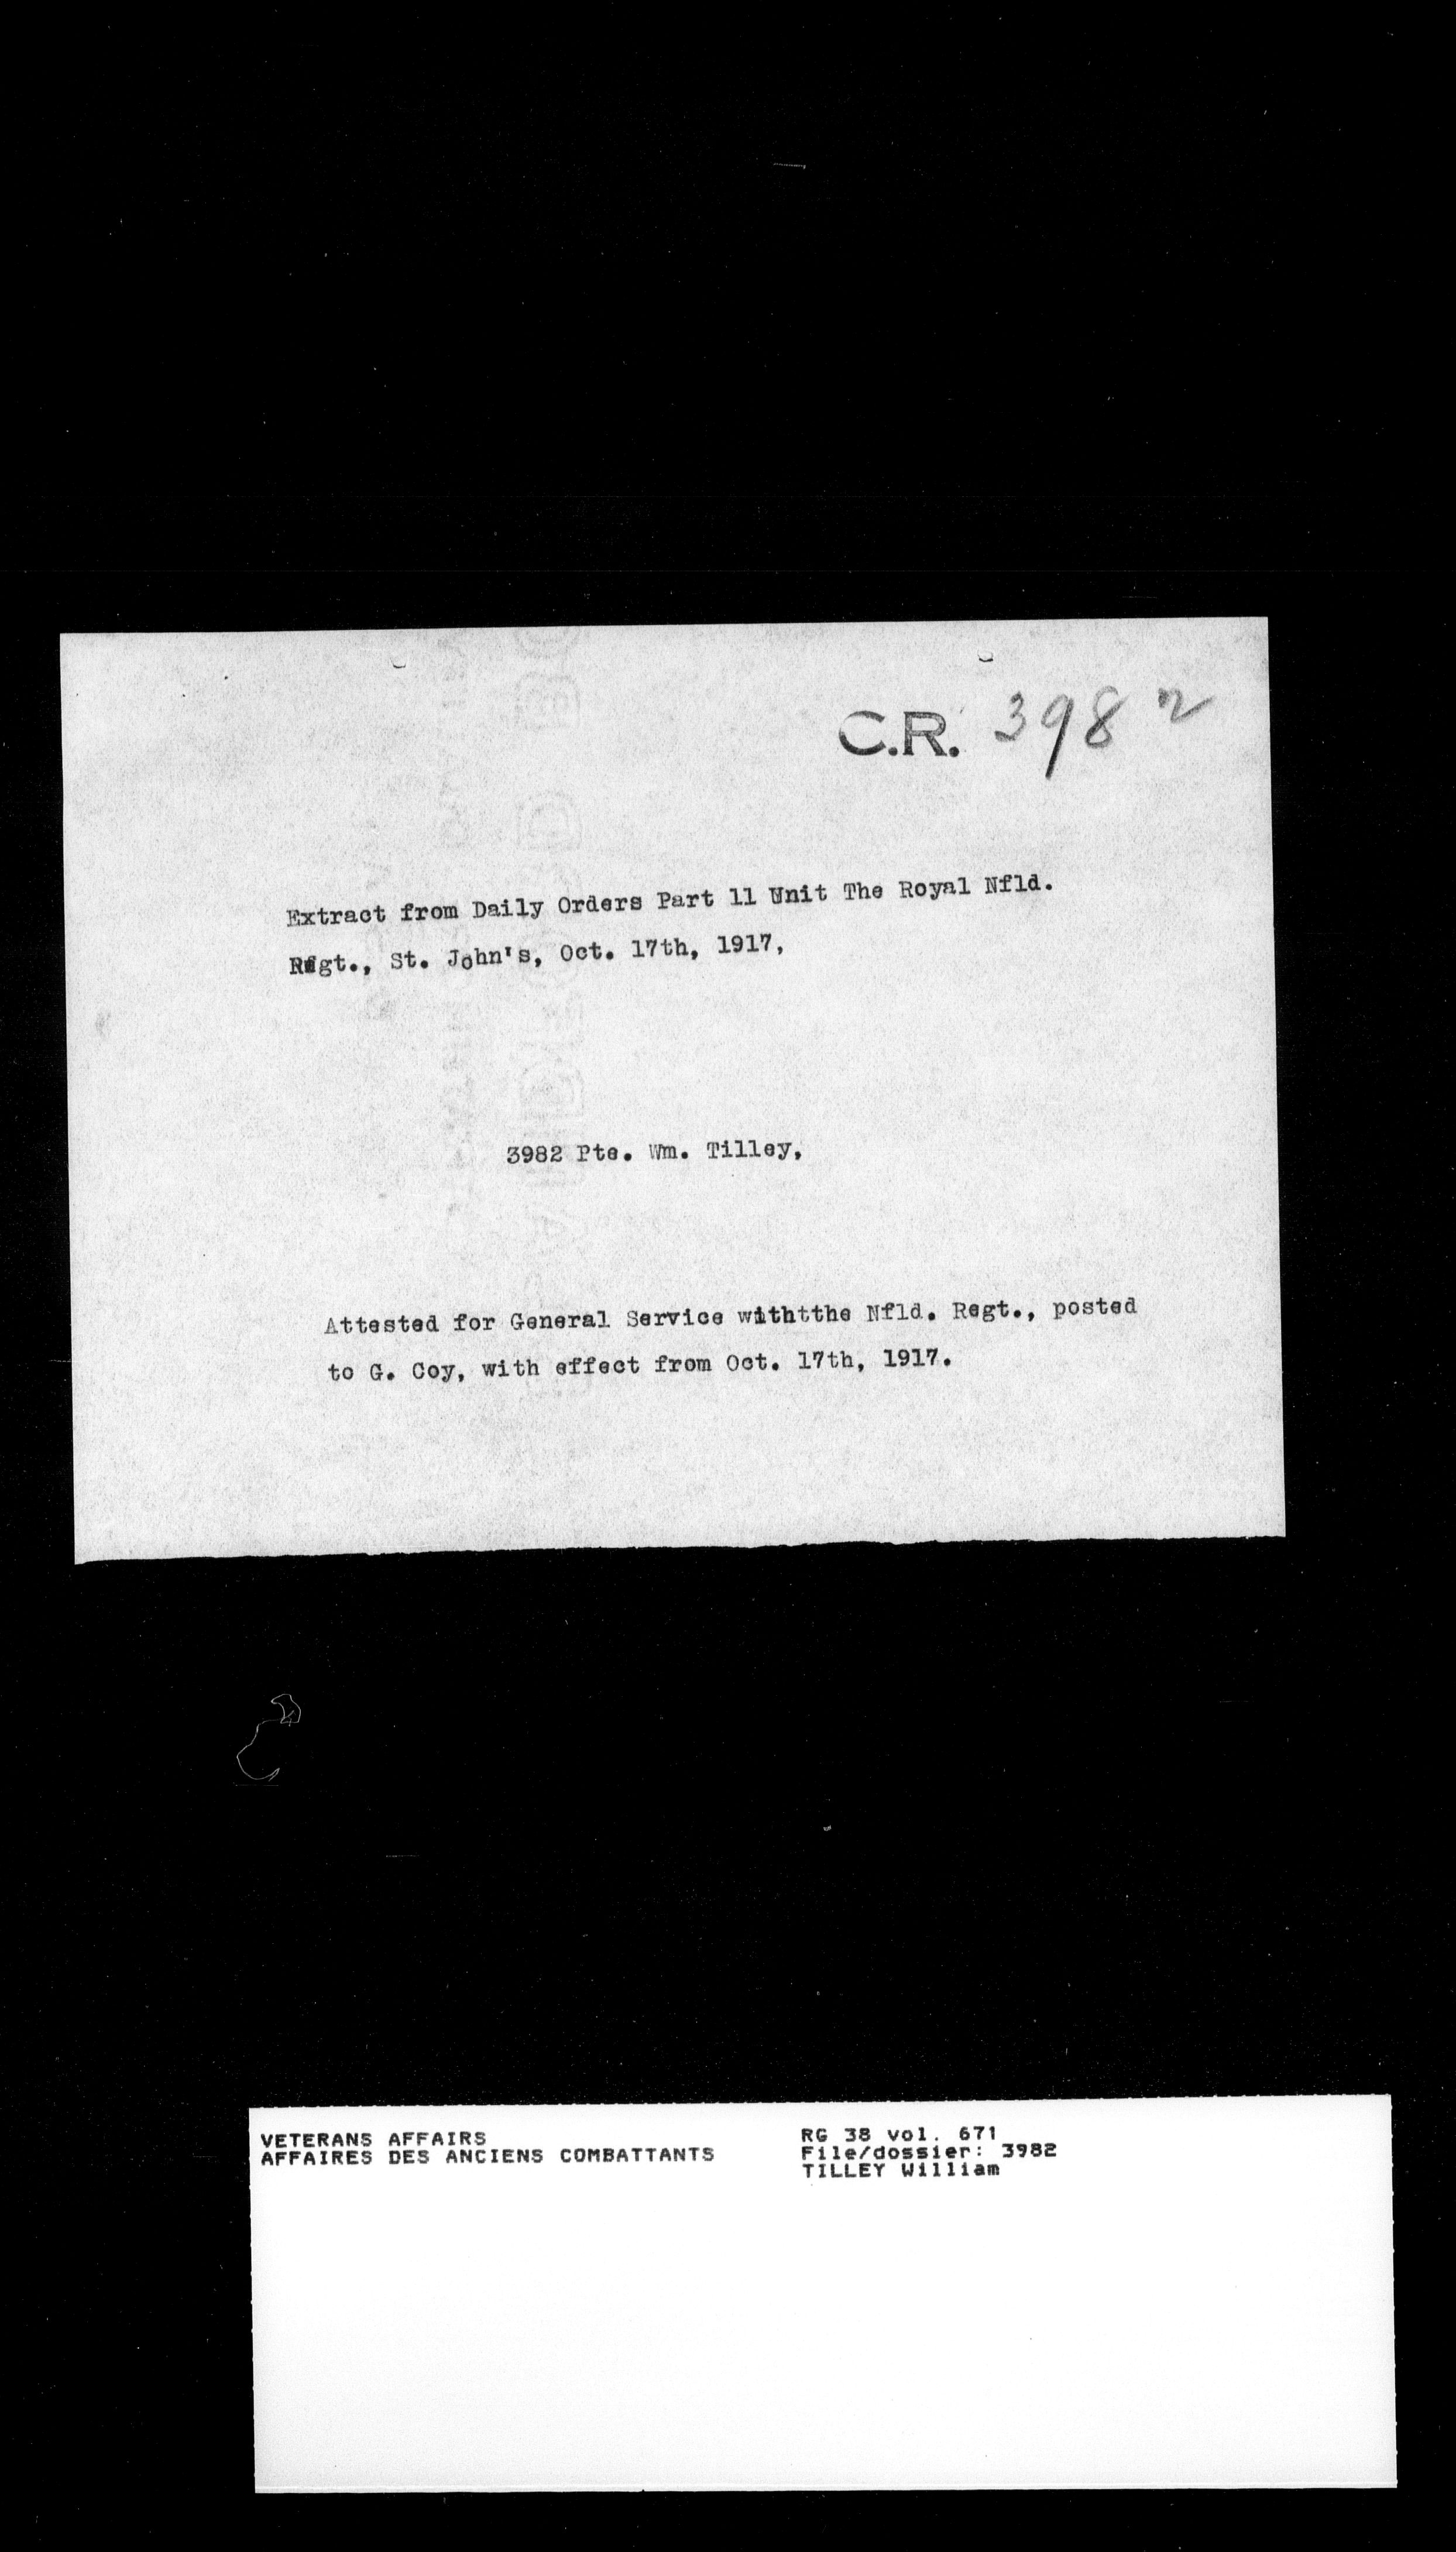 C.R. 3982
Extract from Daily Orders Part 11 Unit The Royal Nfld.
Regt., St. John's, Oct. 17th, 1917,
3982 Pte. Wm. Tilley,
Attested for General Service withtthe Nfld. Regt., posted
to G. Coy, with effect from Oct. 17th, 1917.
VETERANS AFFAIRS
AFFAIRES DES ANCIENS COMBATTANTS
RG 38 vol. 671
File/dossier: 3982
TILLEY William